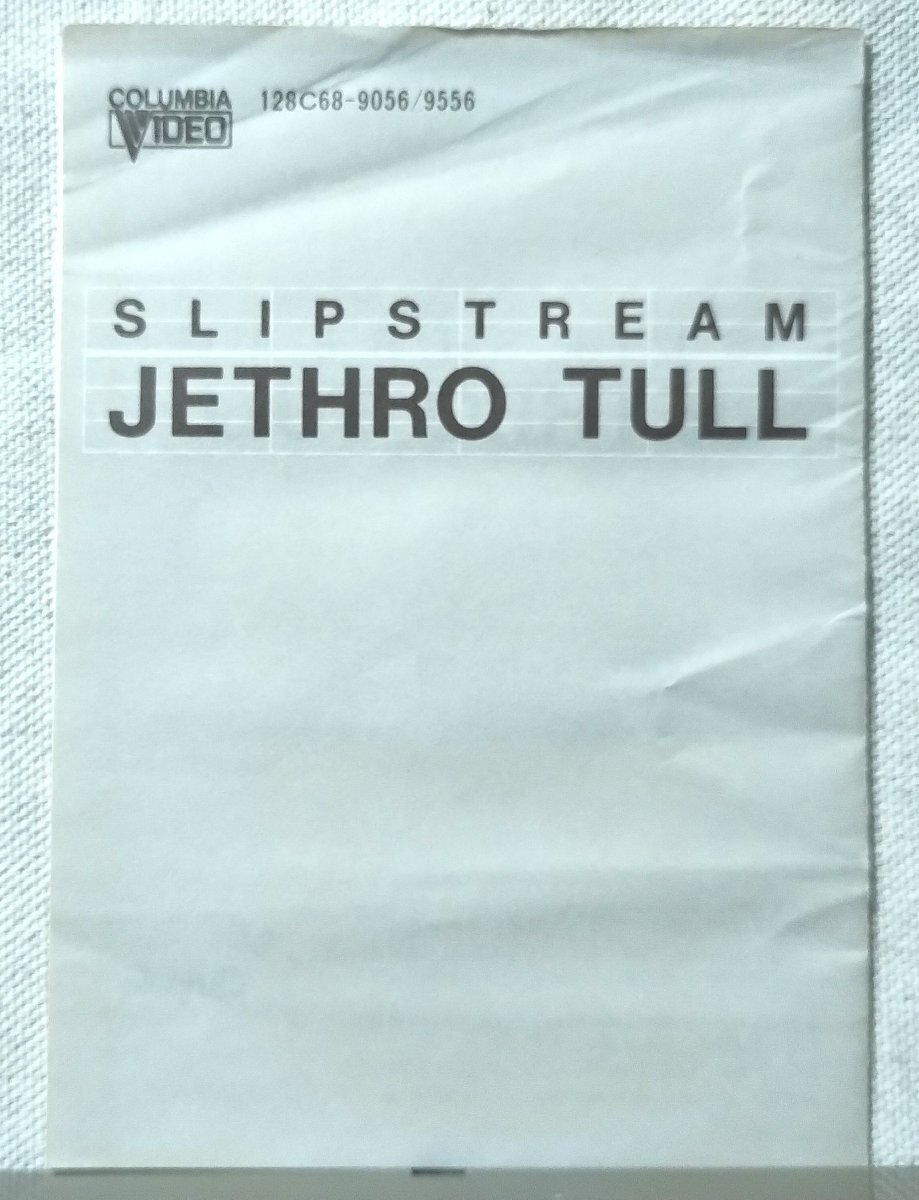 COLUMBIA
VIDEO
128C68-9056/9556
SLIPSTREAM
JETHRO TULL